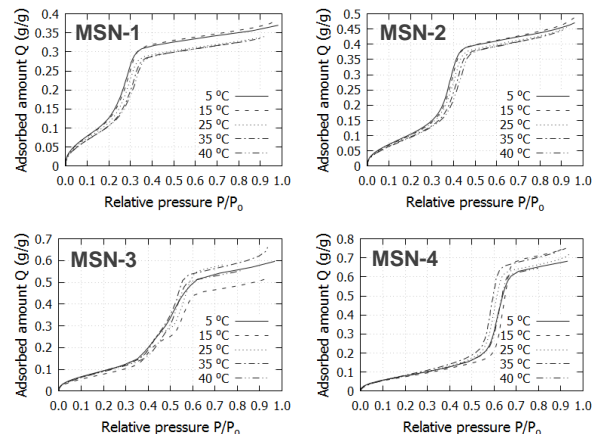 MSN-1
Adsorbed amount Q (g/g)
0.4
0.35
0.3
0.25
0.2
0.15
0.1
0.05
0
5 ºC
15 ºC
25 ºC
35 ºC
40 ºC
0.0 0.1 0.2 0.3 0.4 0.5 0.6 0.7 0.8 0.9 1.0
Relative pressure P/P₀
MSN-2
Adsorbed amount Q (g/g)
0.5
0.45
0.4
0.35
0.3
0.25
0.2
0.15
0.1
0.05
0
5 ºC
15 ºC
25 ºC
35 ºC
40 ºC
0.0 0.1 0.2 0.3 0.4 0.5 0.6 0.7 0.8 0.9 1.0
Relative pressure P/P₀
MSN-3
Adsorbed amount Q (g/g)
0.7
0.6
0.5
0.4
0.3
0.2
0.1
0
5 ºC
15 ºC
25 ºC
35 ºC
40 ºC
0.0 0.1 0.2 0.3 0.4 0.5 0.6 0.7 0.8 0.9 1.0
Relative pressure P/P₀
MSN-4
Adsorbed amount Q (g/g)
0.8
0.7
0.6
0.5
0.4
0.3
0.2
0.1
0
5 ºC
15 ºC
25 ºC
35 ºC
40 ºC
0.0 0.1 0.2 0.3 0.4 0.5 0.6 0.7 0.8 0.9 1.0
Relative pressure P/P₀